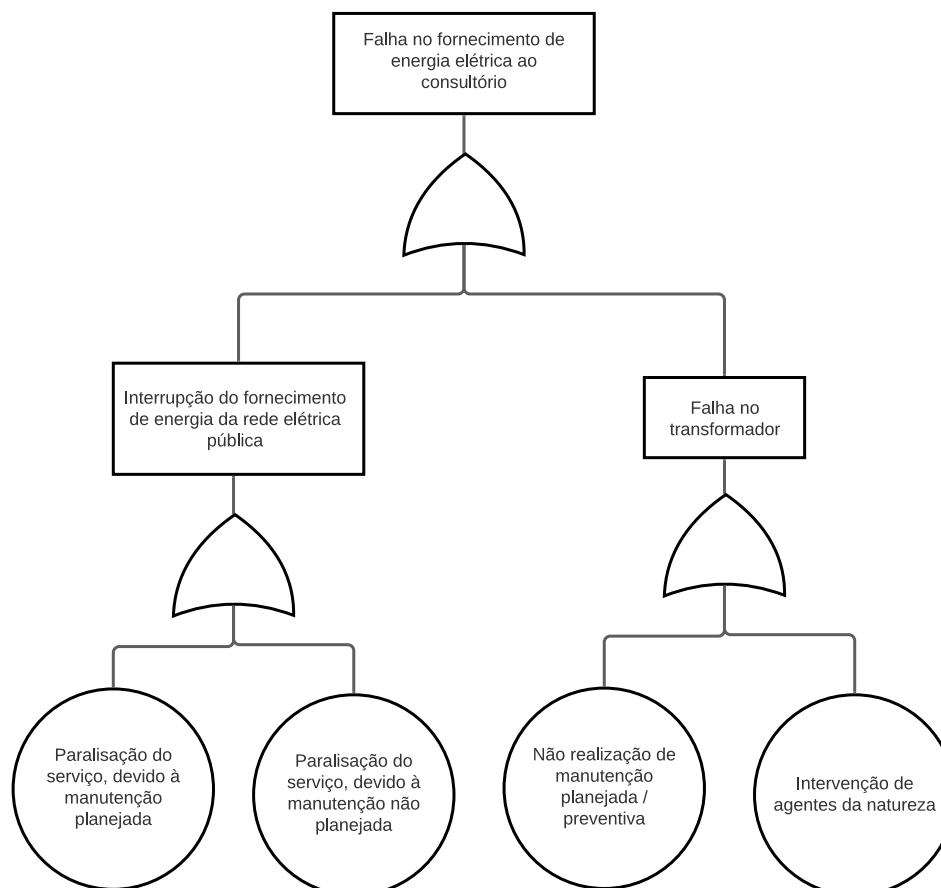 Falha no fornecimento de
energia elétrica ao
consultório
Interrupção do fornecimento
de energia da rede elétrica
pública
Falha no
transformador
Paralisação do
serviço, devido à
manutenção
planejada
Paralisação do
serviço, devido à
manutenção não
planejada
Não realização de
manutenção
planejada /
preventiva
Intervenção de
agentes da natureza